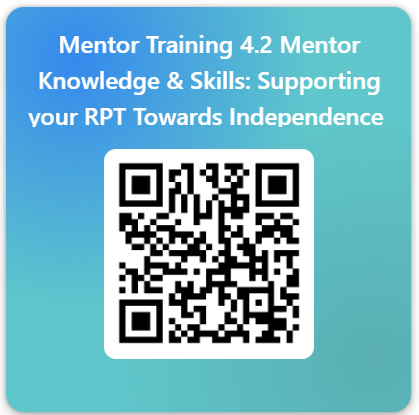 Mentor Training 4.2 Mentor
Knowledge & Skills: Supporting
your RPT Towards Independence